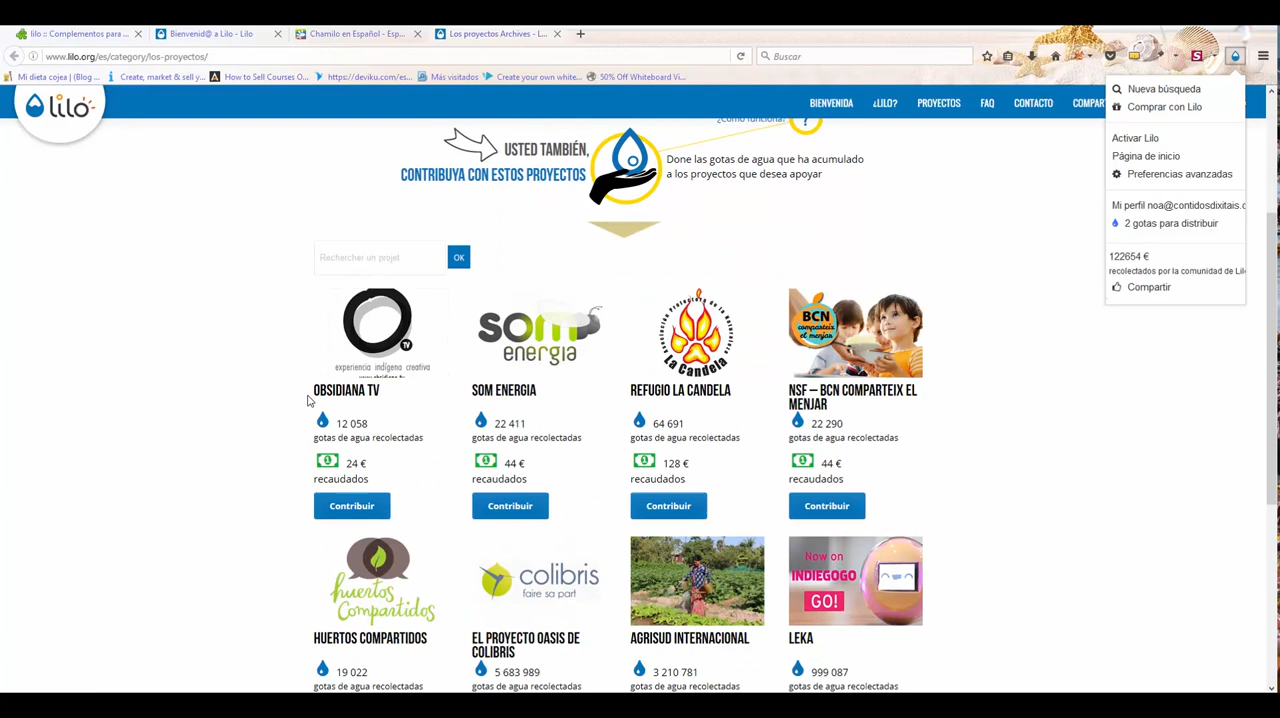 lilo :: Complementos para ...
Bienvenid@ a Lilo - Lilo
Chamilo en Español - Esp...
Los proyectos Archives - L...
www.lilo.org/es/category/los-proyectos/
Buscar
Mi dieta cojea | (Blog ...
Create, market & sell y...
How to Sell Courses O...
https://deviku.com/es...
Más visitados
Create your own white...
50% Off Whiteboard Vi...
Nueva búsqueda
Comprar con Lilo
Activar Lilo
Página de inicio
Preferencias avanzadas
Mi perfil noa@contidosdixitais.c
2 gotas para distribuir
122654 €
recolectados por la comunidad de Lil
Compartir
lilo
BIENVENIDA
¿LILO?
PROYECTOS
FAQ
CONTACTO
COMPART
¿Cómo funciona?
?
USTED TAMBIÉN,
CONTRIBUYA CON ESTOS PROYECTOS
Done las gotas de agua que ha acumulado
a los proyectos que desea apoyar
Rechercher un projet
OK
TV
experiencia indígena creativa
OBSIDIANA TV
12 058
gotas de agua recolectadas
24 €
recaudados
Contribuir
som
energia
SOM ENERGIA
22 411
gotas de agua recolectadas
44 €
recaudados
Contribuir
La Candela
REFUGIO LA CANDELA
64 691
gotas de agua recolectadas
128 €
recaudados
Contribuir
BCN
comparteix
el menjar
NSF – BCN COMPARTEIX EL
MENJAR
22 290
gotas de agua recolectadas
44 €
recaudados
Contribuir
huertos
Compartidos
HUERTOS COMPARTIDOS
19 022
gotas de agua recolectadas
colibris
faire sa part
EL PROYECTO OASIS DE
COLIBRIS
5 683 989
gotas de agua recolectadas
AGRISUD INTERNACIONAL
3 210 781
gotas de agua recolectadas
Now on
INDIEGOGO
GO!
LEKA
999 087
gotas de agua recolectadas